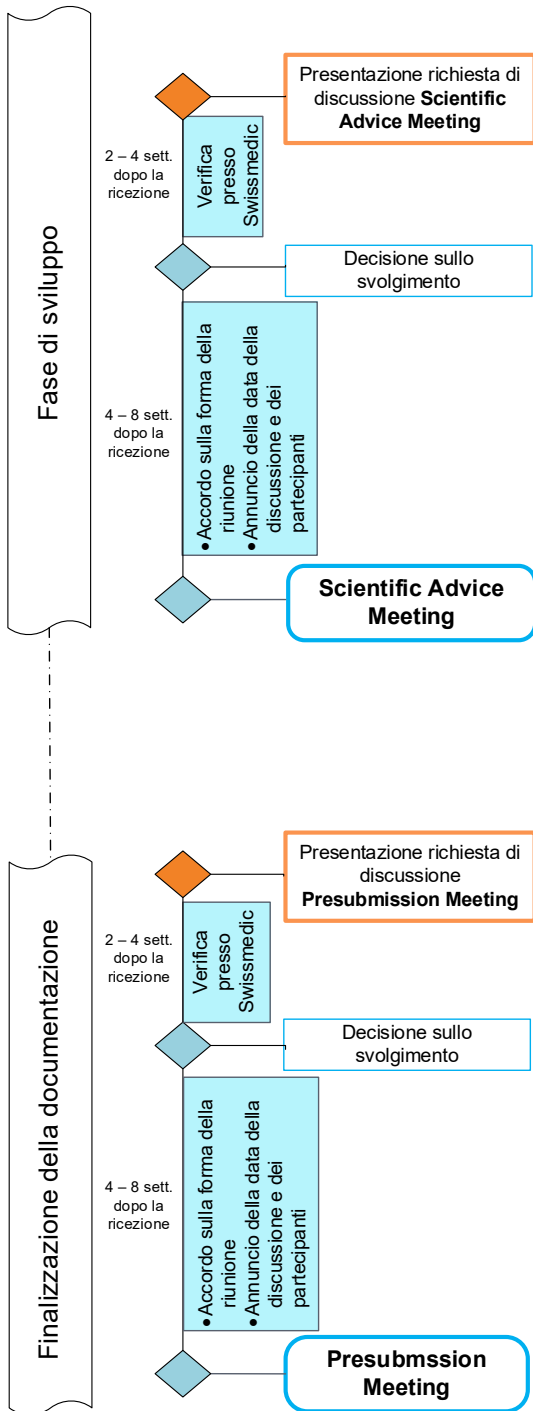 Fase di sviluppo
Presentazione richiesta di
discussione Scientific
Advice Meeting
2 – 4 sett.
dopo la
ricezione
Verifica
presso
Swissmedic
Decisione sullo
svolgimento
4 – 8 sett.
dopo la
ricezione
•Accordo sulla forma della
riunione
•Annuncio della data della
discussione e dei
partecipanti
Scientific Advice
Meeting
Finalizzazione della documentazione
Presentazione richiesta di
discussione
Presubmission Meeting
2 – 4 sett.
dopo la
ricezione
Verifica
presso
Swissmedic
Decisione sullo
svolgimento
4 – 8 sett.
dopo la
ricezione
•Accordo sulla forma della
riunione
•Annuncio della data della
discussione e dei
partecipanti
Presubmssion
Meeting